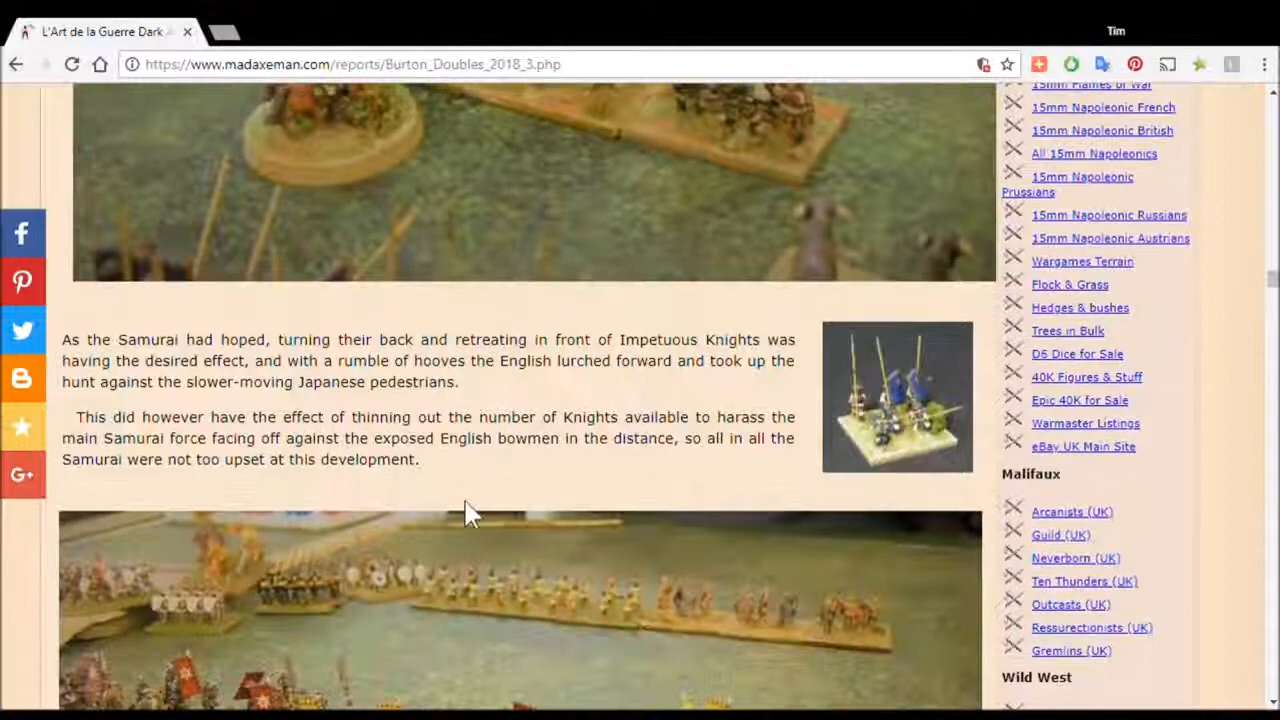 L'Art de la Guerre Dark A
Tim
https://www.madaxeman.com/reports/Burton_Doubles_2018_3.php
As the Samurai had hoped, turning their back and retreating in front of Impetuous Knights was
having the desired effect, and with a rumble of hooves the English lurched forward and took up the
hunt against the slower-moving Japanese pedestrians.
This did however have the effect of thinning out the number of Knights available to harass the
main Samurai force facing off against the exposed English bowmen in the distance, so all in all the
Samurai were not too upset at this development.
15mm Flames of War
15mm Napoleonic French
15mm Napoleonic British
All 15mm Napoleonics
15mm Napoleonic
Prussians
15mm Napoleonic Russians
15mm Napoleonic Austrians
Wargames Terrain
Flock & Grass
Hedges & bushes
Trees in Bulk
D6 Dice for Sale
40K Figures & Stuff
Epic 40K for Sale
Warmaster Listings
eBay UK Main Site
Malifaux
Arcanists (UK)
Guild (UK)
Neverborn (UK)
Ten Thunders (UK)
Outcasts (UK)
Ressurectionists (UK)
Gremlins (UK)
Wild West
G+